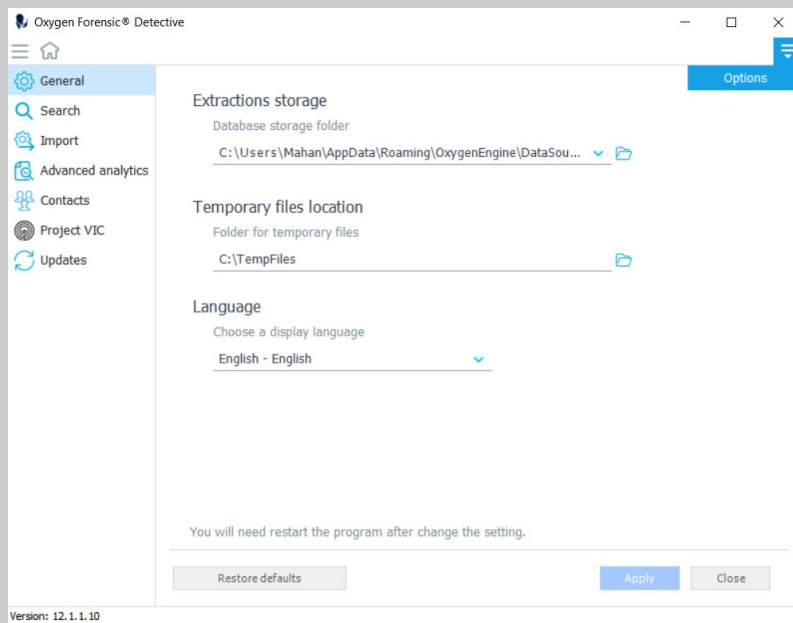 Oxygen Forensic® Detective
Options
General
Search
Import
Advanced analytics
Contacts
Project VIC
Updates
Extractions storage
Database storage folder
C:\Users\Mahan\AppData\Roaming\OxygenEngine\DataSou...
Temporary files location
Folder for temporary files
C:\TempFiles
Language
Choose a display language
English - English
You will need restart the program after change the setting.
Restore defaults
Apply
Close
Version: 12.1.1.10